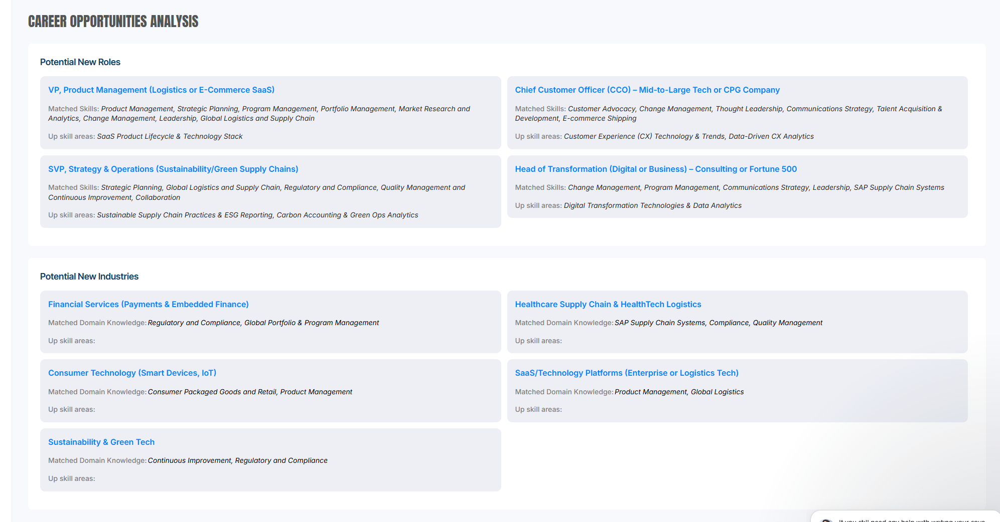 CAREER OPPORTUNITIES ANALYSIS
Potential New Roles
VP, Product Management (Logistics or E-Commerce SaaS)
Matched Skills: Product Management, Strategic Planning, Program Management, Portfolio Management, Market Research and
Analytics, Change Management, Leadership, Global Logistics and Supply Chain
Up skill areas: SaaS Product Lifecycle & Technology Stack
Chief Customer Officer (CCO) – Mid-to-Large Tech or CPG Company
Matched Skills: Customer Advocacy, Change Management, Thought Leadership, Communications Strategy, Talent Acquisition &
Development, E-commerce Shipping
Up skill areas: Customer Experience (CX) Technology & Trends, Data-Driven CX Analytics
SVP, Strategy & Operations (Sustainability/Green Supply Chains)
Matched Skills: Strategic Planning, Global Logistics and Supply Chain, Regulatory and Compliance, Quality Management and
Continuous Improvement, Collaboration
Up skill areas: Sustainable Supply Chain Practices & ESG Reporting, Carbon Accounting & Green Ops Analytics
Head of Transformation (Digital or Business) – Consulting or Fortune 500
Matched Skills: Change Management, Program Management, Communications Strategy, Leadership, SAP Supply Chain Systems
Up skill areas: Digital Transformation Technologies & Data Analytics
Potential New Industries
Financial Services (Payments & Embedded Finance)
Matched Domain Knowledge: Regulatory and Compliance, Global Portfolio & Program Management
Up skill areas:
Healthcare Supply Chain & HealthTech Logistics
Matched Domain Knowledge: SAP Supply Chain Systems, Compliance, Quality Management
Up skill areas:
Consumer Technology (Smart Devices, IoT)
Matched Domain Knowledge: Consumer Packaged Goods and Retail, Product Management
Up skill areas:
SaaS/Technology Platforms (Enterprise or Logistics Tech)
Matched Domain Knowledge: Product Management, Global Logistics
Up skill areas:
Sustainability & Green Tech
Matched Domain Knowledge: Continuous Improvement, Regulatory and Compliance
Up skill areas:
If you still need any help with writing your cove